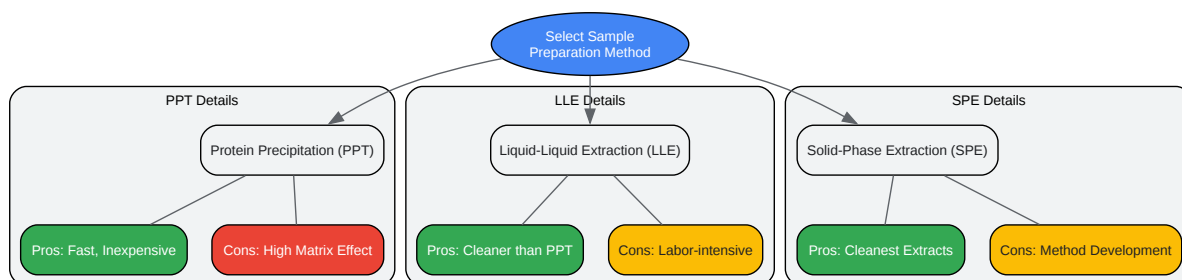 Select Sample
Preparation Method
PPT Details
LLE Details
SPE Details
Protein Precipitation (PPT)
Liquid-Liquid Extraction (LLE)
Solid-Phase Extraction (SPE)
Pros: Fast, Inexpensive
Cons: High Matrix Effect
Pros: Cleaner than PPT
Cons: Labor-intensive
Pros: Cleanest Extracts
Cons: Method Development